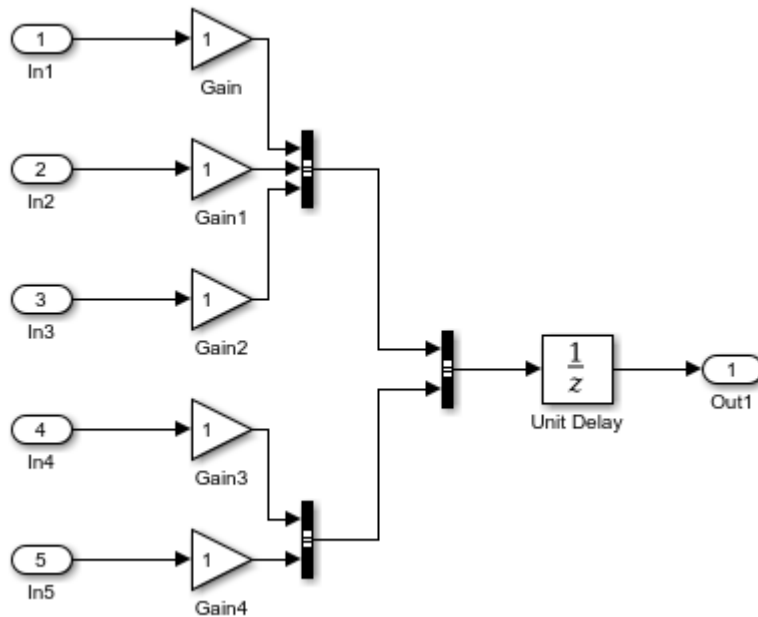 1
In1
1
Gain
2
In2
1
Gain1
3
In3
1
Gain2
1
z
Unit Delay
1
Out1
4
In4
1
Gain3
5
In5
1
Gain4